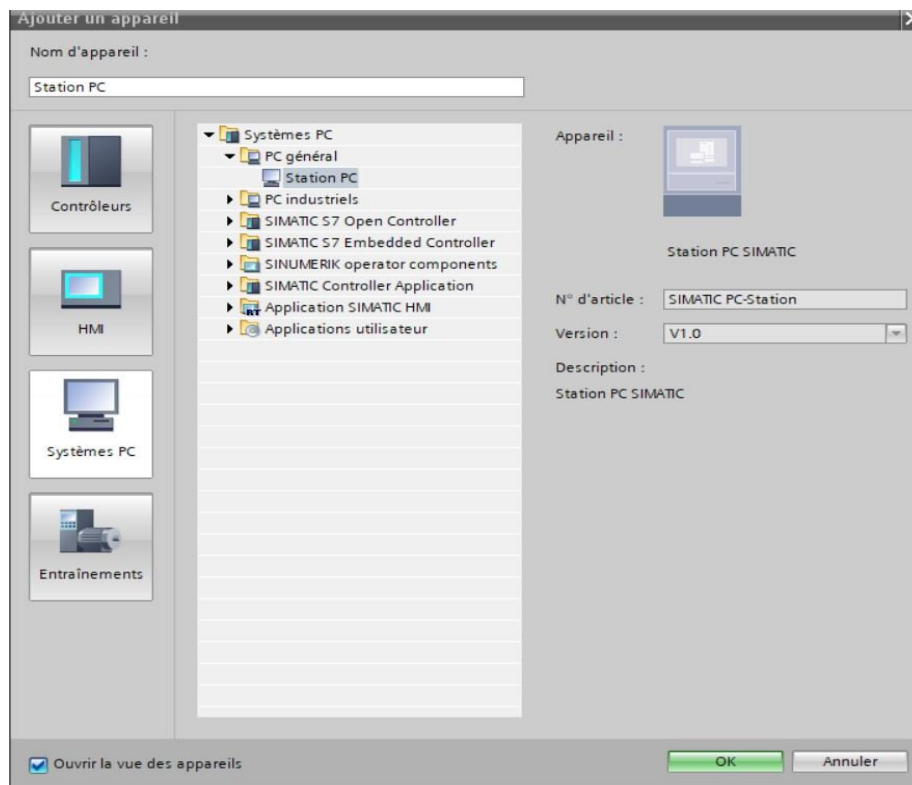 Ajouter un appareil
Nom d'appareil :
Station PC
Contrôleurs
HMI
Systèmes PC
Entraînements
Systèmes PC
PC général
Station PC
PC industriels
SIMATIC S7 Open Controller
SIMATIC S7 Embedded Controller
SINUMERIK operator components
SIMATIC Controller Application
RT Application SIMATIC HMI
Applications utilisateur
Appareil :
Station PC SIMATIC
N° d'article : SIMATIC PC-Station
Version : V1.0
Description :
Station PC SIMATIC
Ouvrir la vue des appareils
OK
Annuler